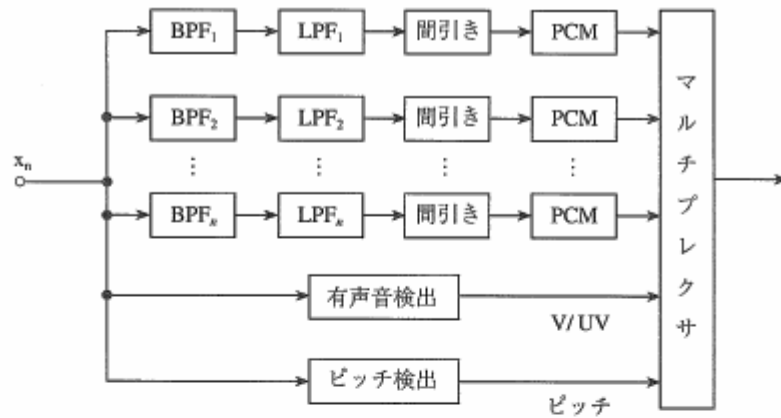 BPF₁ LPF₁ 間引き PCM
BPF₂ LPF₂ 間引き PCM
xₙ
BPFₙ LPFₙ 間引き PCM
有声音検出
V/UV
ピッチ検出
ピッチ
マルチプレクサ